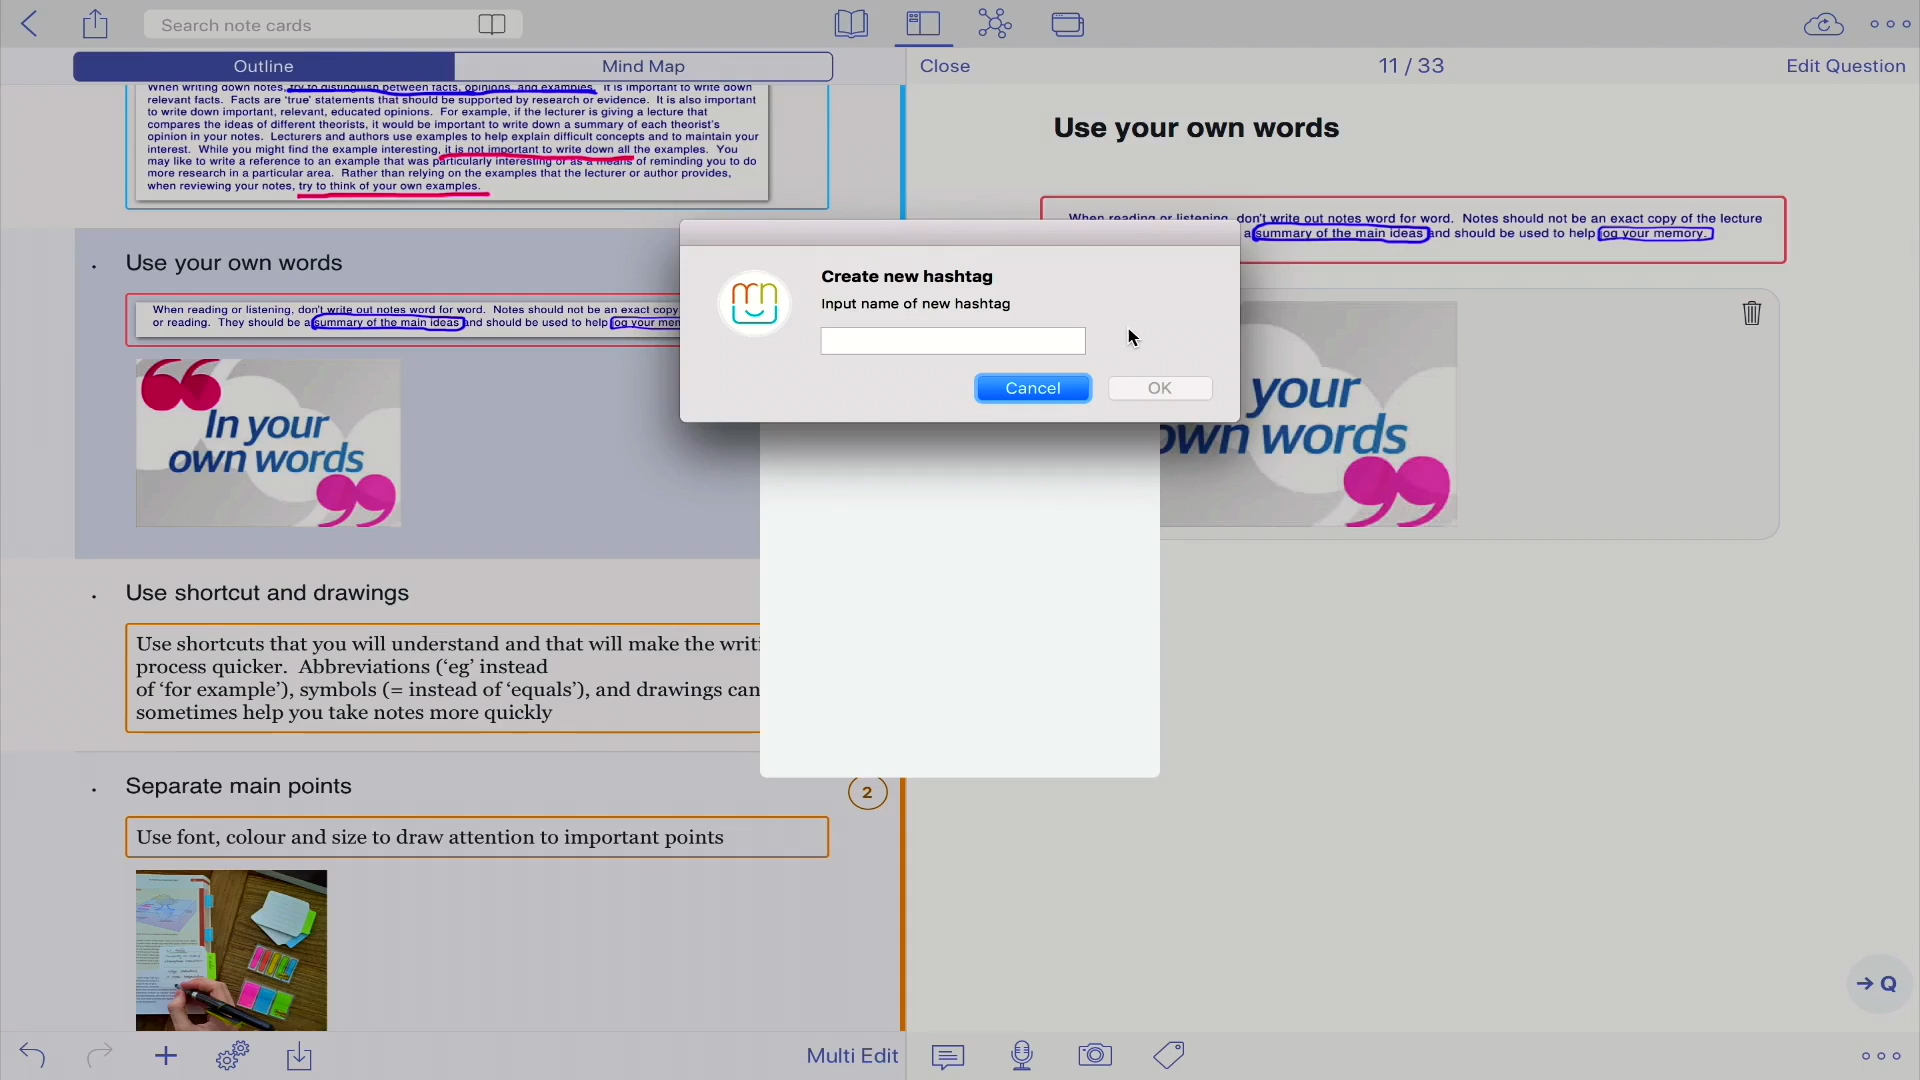 Search note cards
Outline
Mind Map
Close
11 / 33
Edit Question
When writing down notes, try to distinguish between facts, opinions, and examples. It is important to write down
relevant facts. Facts are 'true' statements that should be supported by research or evidence. It is also important
to write down important, relevant, educated opinions. For example, if the lecturer is giving a lecture that
compares the ideas of different theorists, it would be important to write down a summary of each theorist's
opinion in your notes. Lecturers and authors use examples to help explain difficult concepts and to maintain your
interest. While you might find the example interesting, it is not important to write down all the examples. You
may like to write a reference to an example that was particularly interesting or as a means of reminding you to do
more research in a particular area. Rather than relying on the examples that the lecturer or author provides,
when reviewing your notes, try to think of your own examples.
Use your own words
When reading or listening, don't write out notes word for word. Notes should not be an exact copy
or reading. They should be a summary of the main ideas and should be used to help jog your mem
In your
own words
Use shortcut and drawings
Use shortcuts that you will understand and that will make the writi
process quicker. Abbreviations ('eg' instead
of 'for example'), symbols (= instead of 'equals'), and drawings can
sometimes help you take notes more quickly
Separate main points
2
Use font, colour and size to draw attention to important points
Multi Edit
Create new hashtag
Input name of new hashtag
Cancel
OK
Use your own words
When reading or listening, don't write out notes word for word. Notes should not be an exact copy of the lecture
a summary of the main ideas and should be used to help jog your memory.
your
own words
→ Q